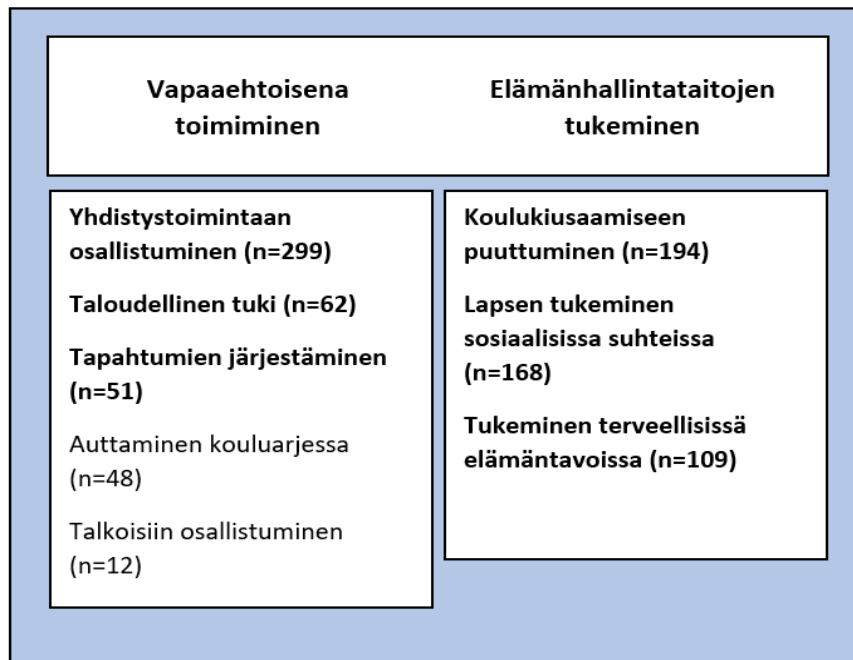 Vapaaehtoisena
toimiminen
Elämänhallintataitojen
tukeminen
Yhdistystoimintaan
osallistuminen (n=299)
Taloudellinen tuki (n=62)
Tapahtumien järjestäminen
(n=51)
Auttaminen kouluarjessa
(n=48)
Talkoisiin osallistuminen
(n=12)
Koulukiusaamiseen
puuttuminen (n=194)
Lapsen tukeminen
sosiaalisissa suhteissa
(n=168)
Tukeminen terveellisissä
elämäntavoissa (n=109)